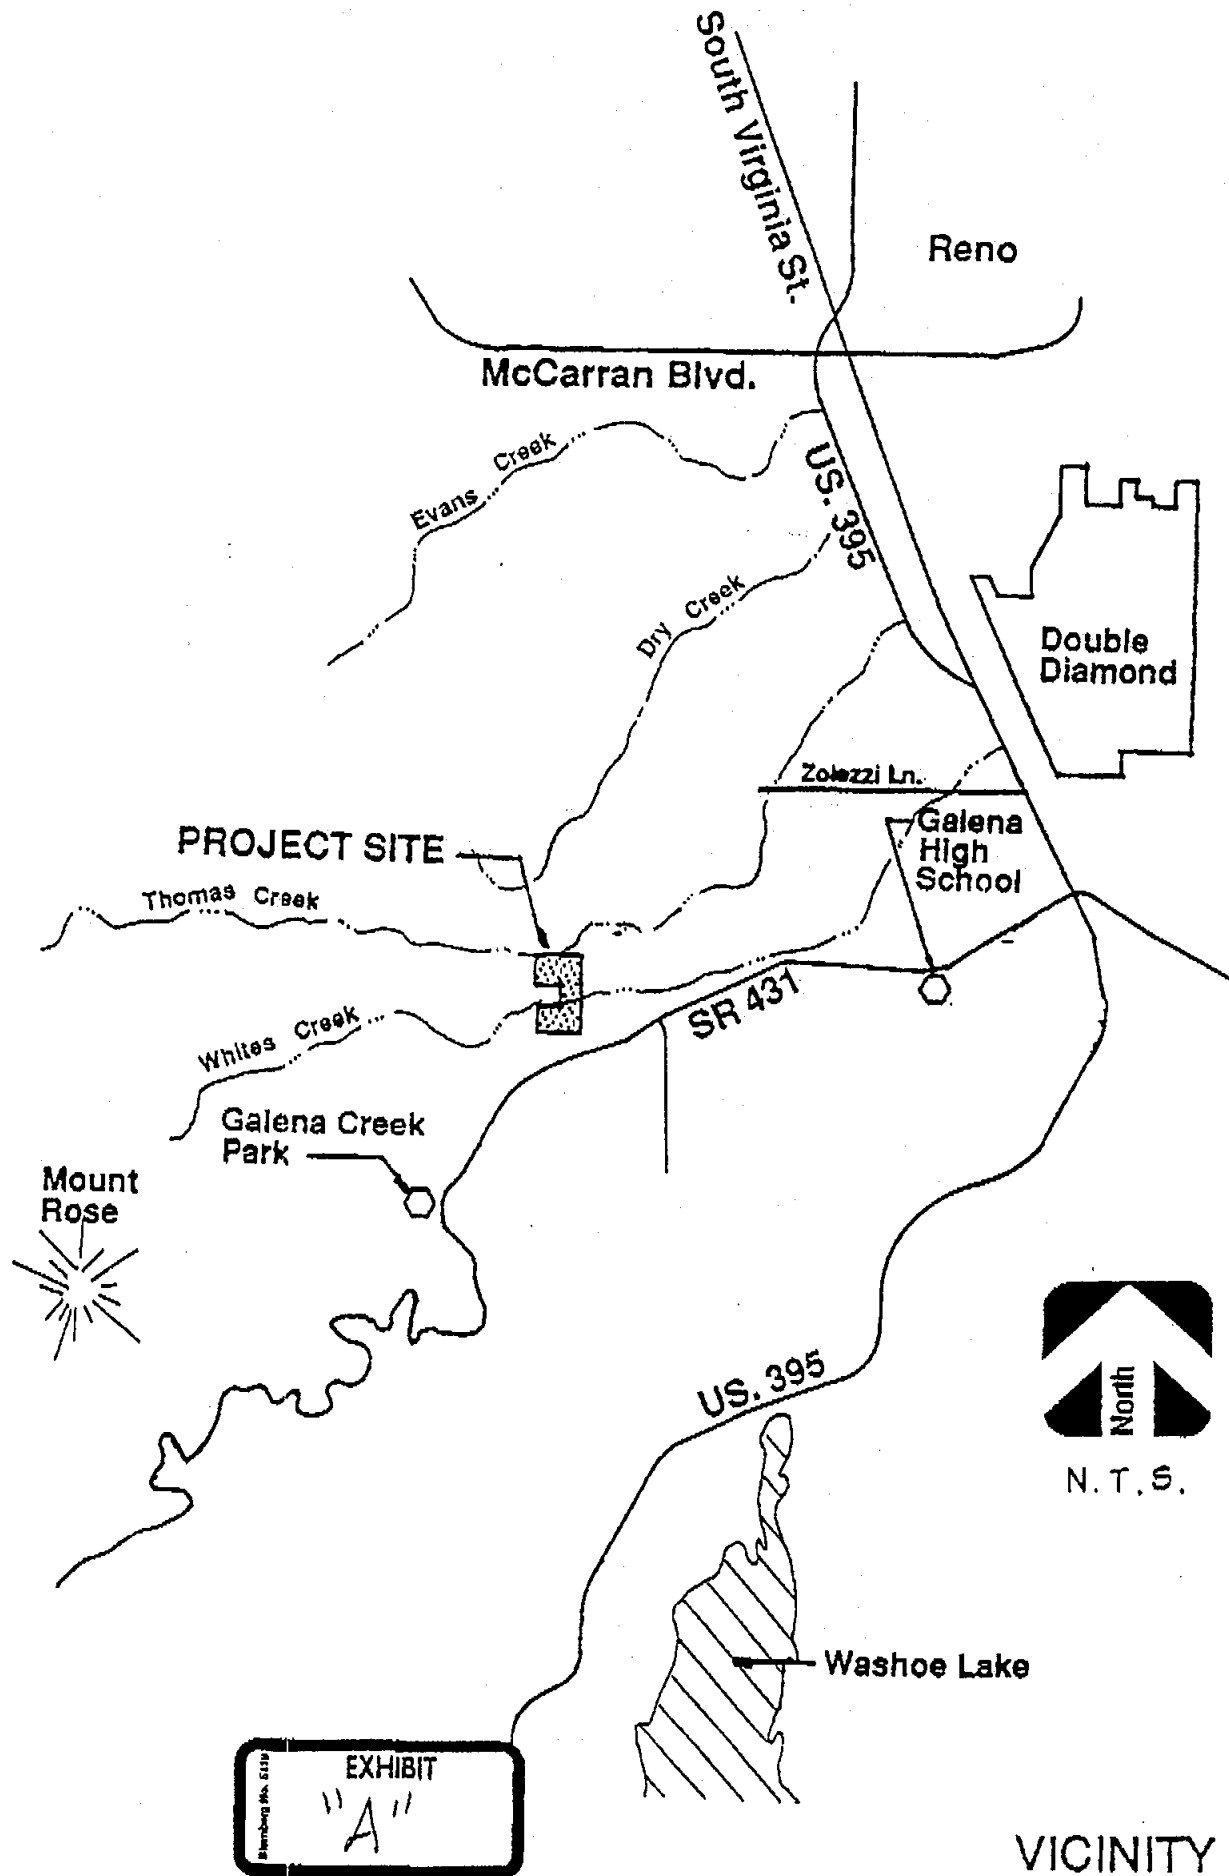 South Virginia St.
Reno
McCarran Blvd.
Evans Creek
US. 395
Dry Creek
Double
Diamond
Zolezzi Ln.
PROJECT SITE
Galena
High
School
Thomas Creek
SR 431
Whites Creek
Galena Creek
Park
Mount
Rose
US. 395
North
N.T.S.
Washoe Lake
EXHIBIT
"A"
VICINITY